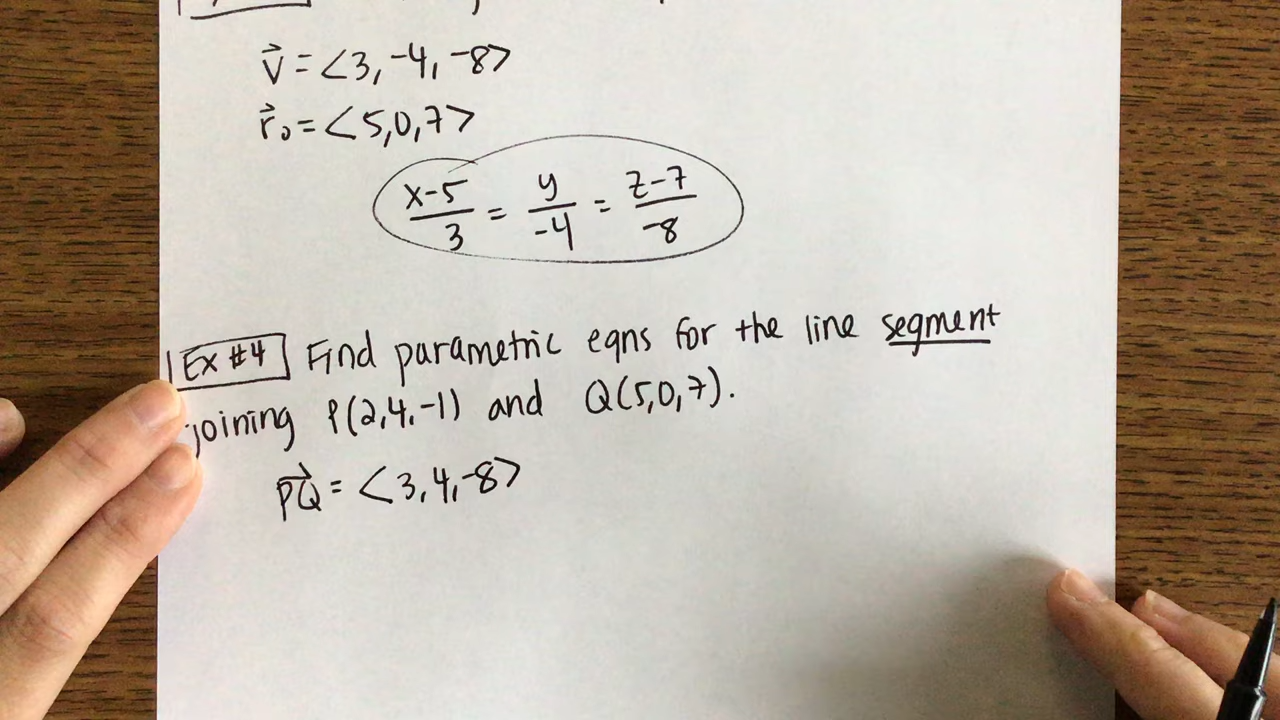 v⃗ = <3, -4, -8>
r⃗₀ = <5,0,7>
x-5/3 = y/-4 = z-7/-8
Ex #4 Find parametric eqns for the line segment
joining P(2,4,-1) and Q(5,0,7).
PQ⃗ = <3,4,-8>